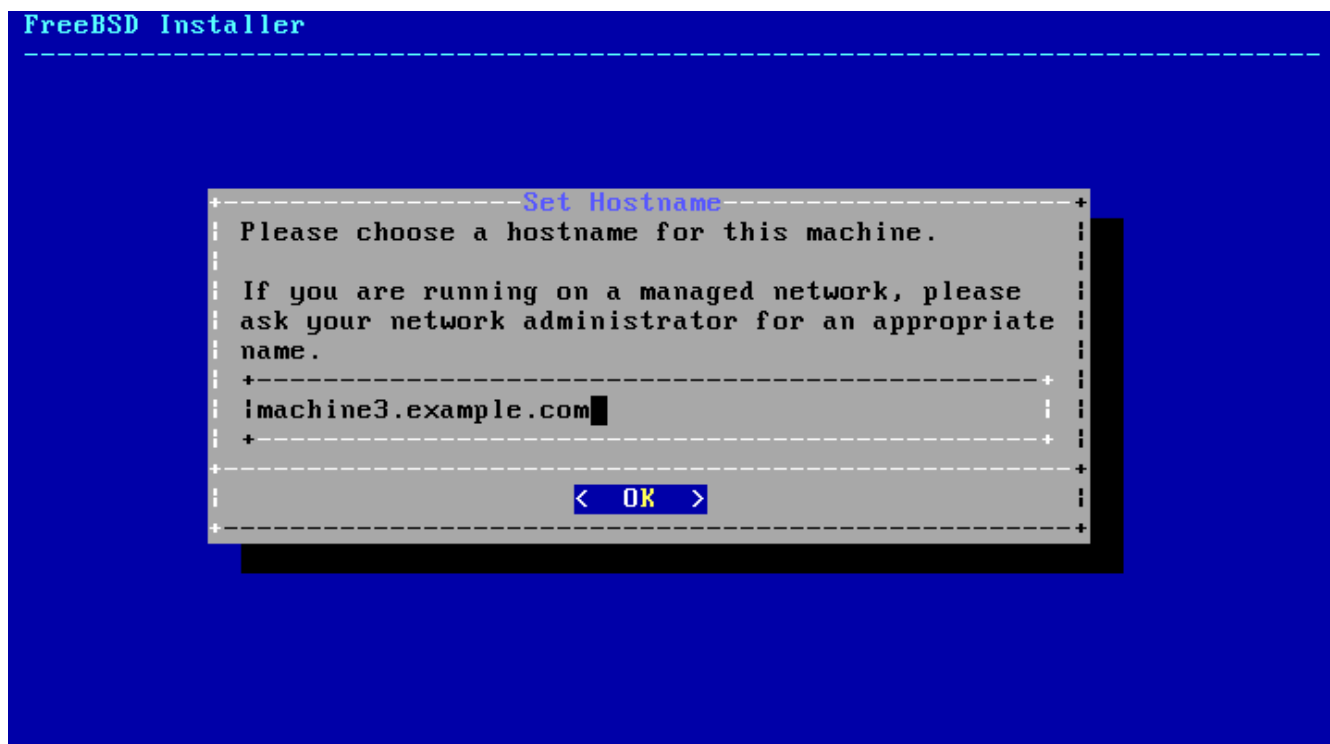 FreeBSD Installer
Set Hostname
Please choose a hostname for this machine.
If you are running on a managed network, please
ask your network administrator for an appropriate
name.
machine3.example.com
< OK >